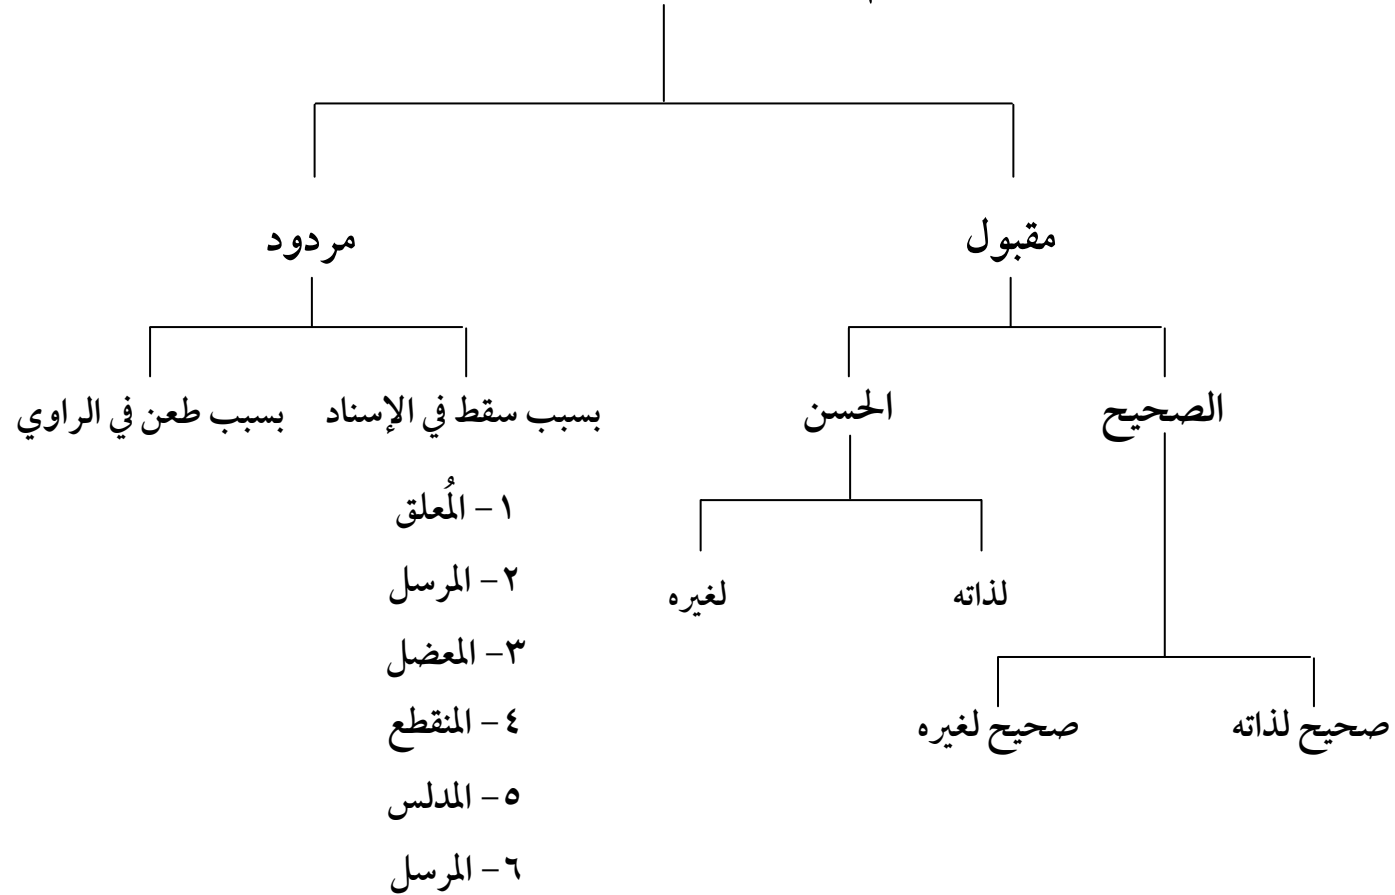 مقبول
مردود
الصحيح
الحسن
بسبب سقط في الإسناد
بسبب طعن في الراوي
١ – المُعلق
٢ – المرسل
٣ – المعضل
٤ – المنقطع
٥ – المدلس
٦ – المرسل
لذاته
لغيره
صحيح لذاته
صحيح لغيره